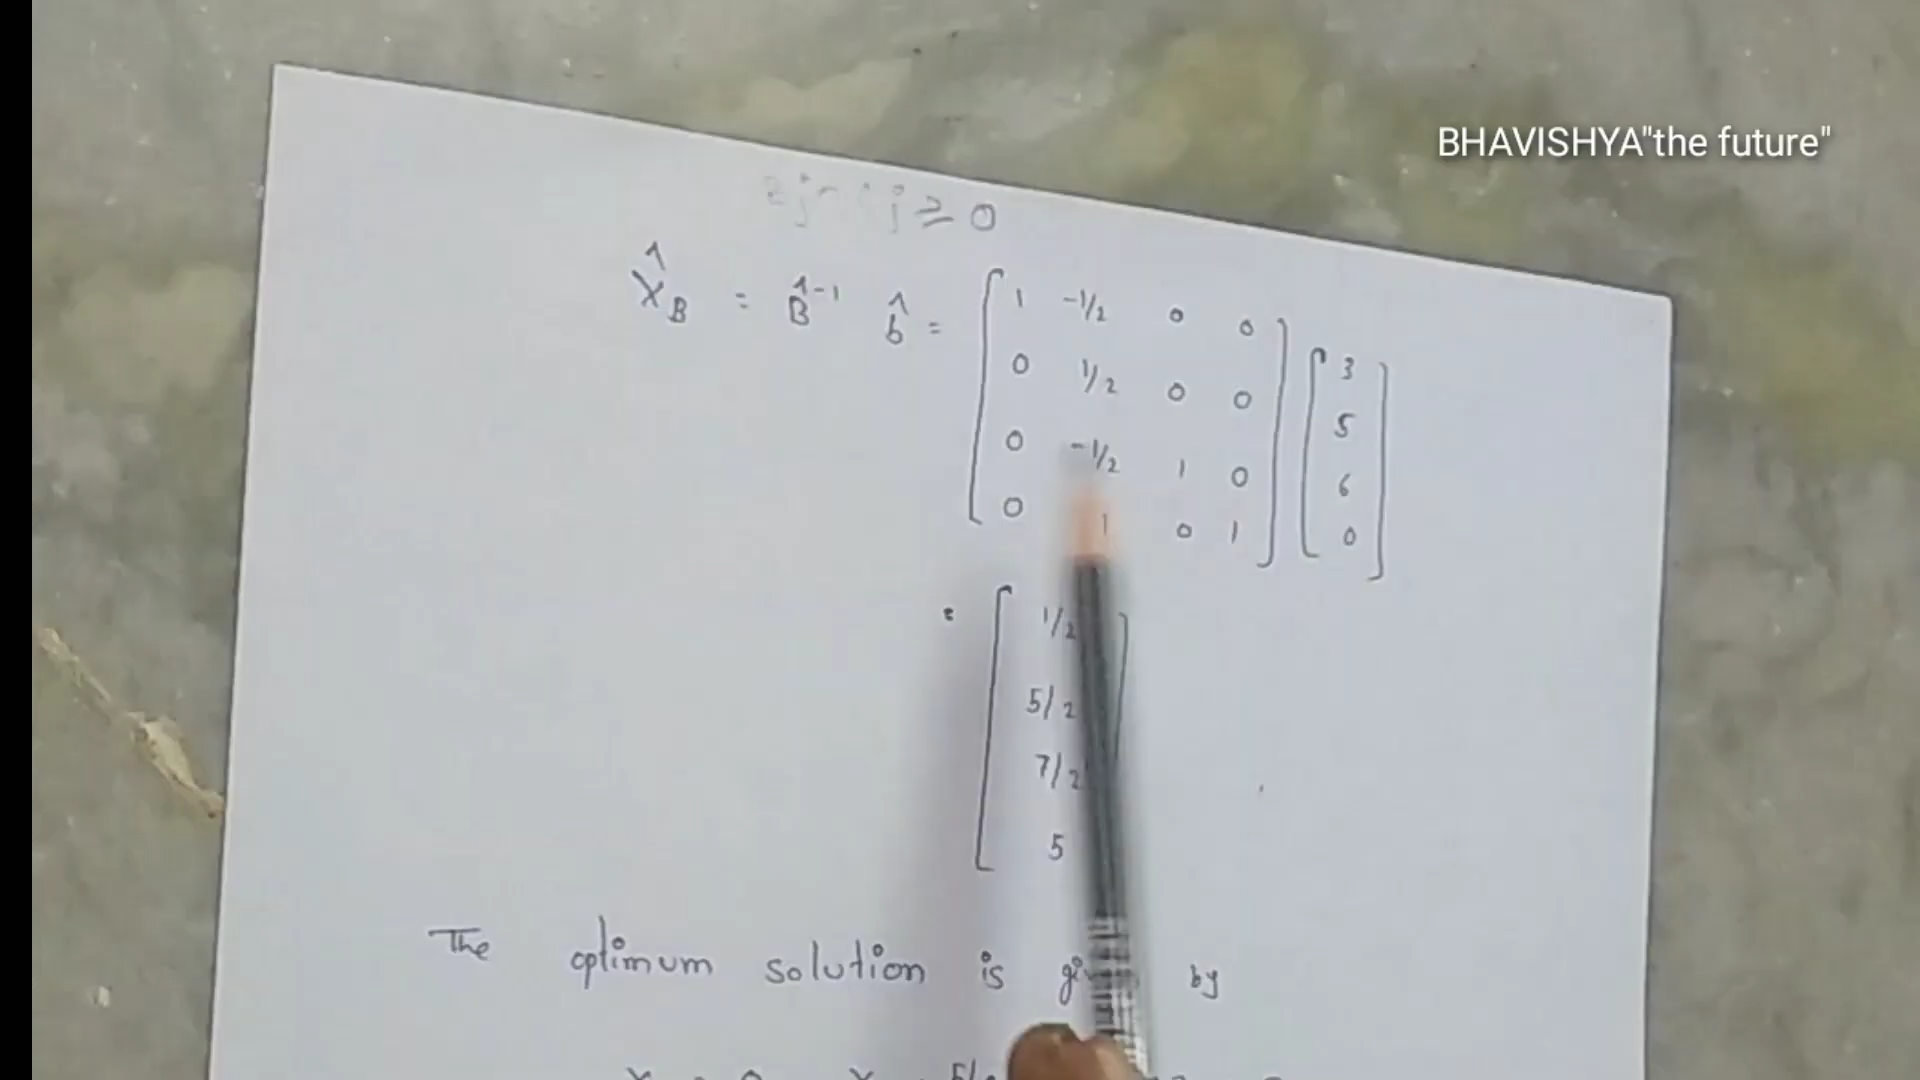 BHAVISHYA"the future"
j ≥ 0
X̂_B = B̂⁻¹ b̂ = [ 1 -1/2 0 0 ] [ 3 ]
[ 0 1/2 0 0 ] [ 5 ]
[ 0 -1/2 1 0 ] [ 6 ]
[ 0 1 0 1 ] [ 0 ]
= [ 1/2 ]
[ 5/2 ]
[ 7/2 ]
[ 5 ]
The optimum solution is by